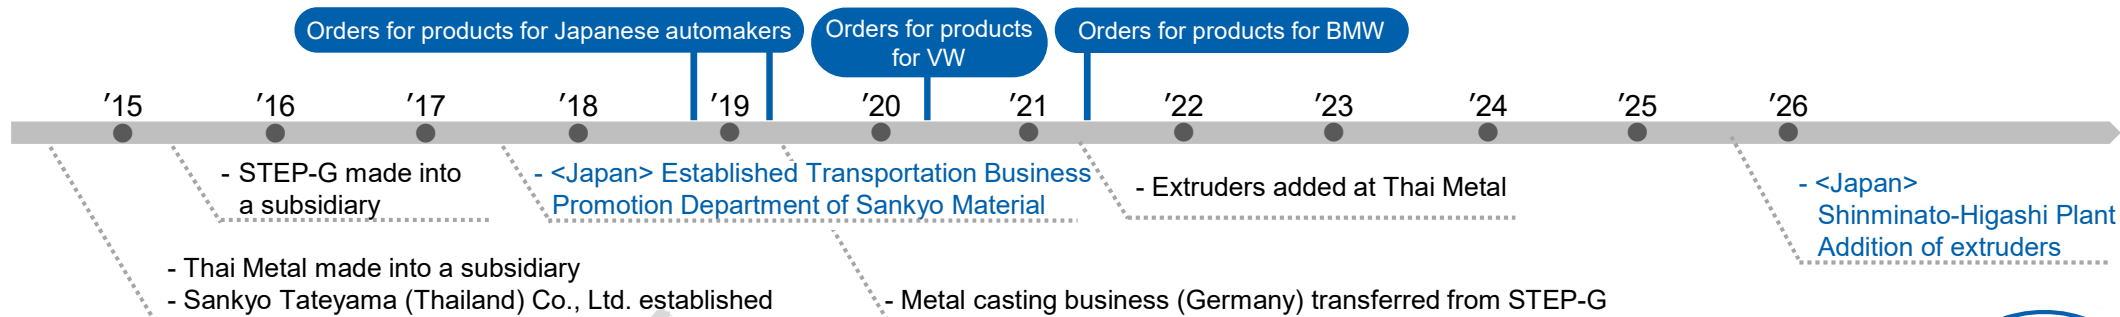 Orders for products for Japanese automakers
Orders for products
for VW
Orders for products for BMW
′15
′16
′17
′18
′19
′20
′21
′22
′23
′24
′25
′26
- STEP-G made into
a subsidiary
- <Japan> Established Transportation Business
Promotion Department of Sankyo Material
- Extruders added at Thai Metal
- <Japan>
Shinminato-Higashi Plant
Addition of extruders
- Thai Metal made into a subsidiary
- Sankyo Tateyama (Thailand) Co., Ltd. established
- Metal casting business (Germany) transferred from STEP-G